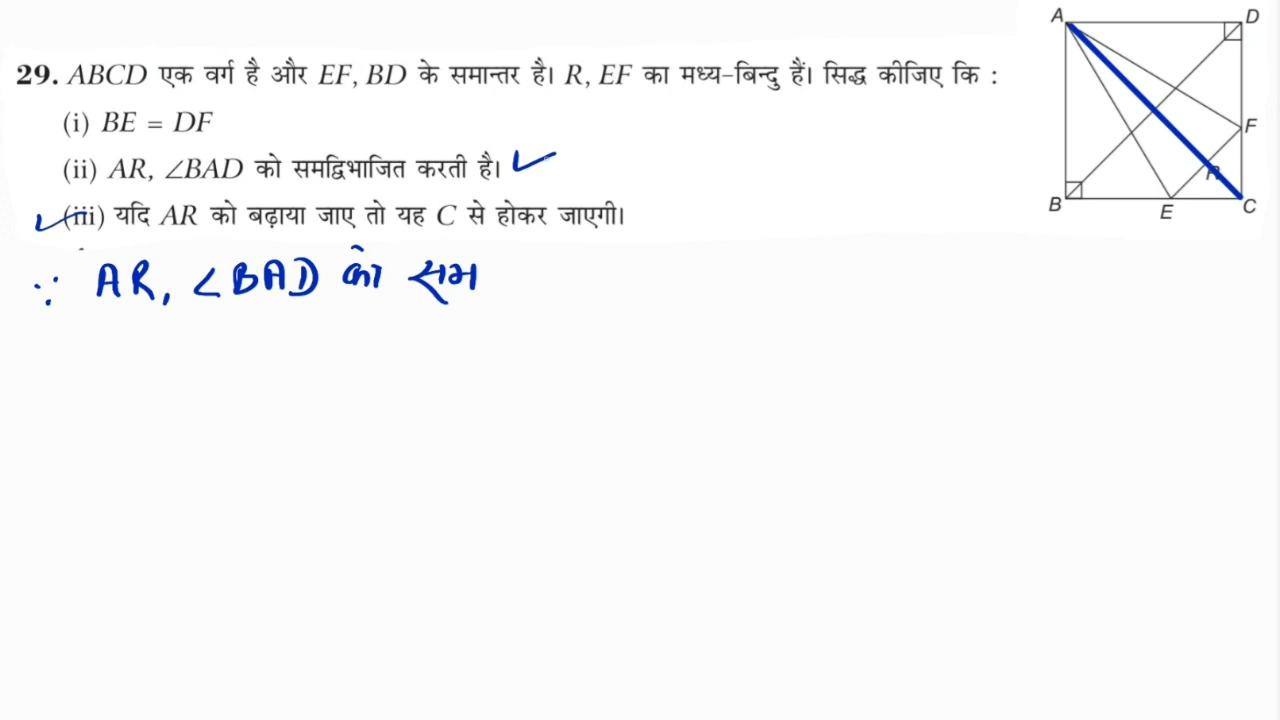 29. ABCD एक वर्ग है और EF, BD के समान्तर है। R, EF का मध्य-बिन्दु हैं। सिद्ध कीजिए कि :
(i) BE = DF
(ii) AR, ∠BAD को समद्विभाजित करती है।
(iii) यदि AR को बढ़ाया जाए तो यह C से होकर जाएगी।
∵ AR, ∠BAD को सम
A D
F
R
B E C